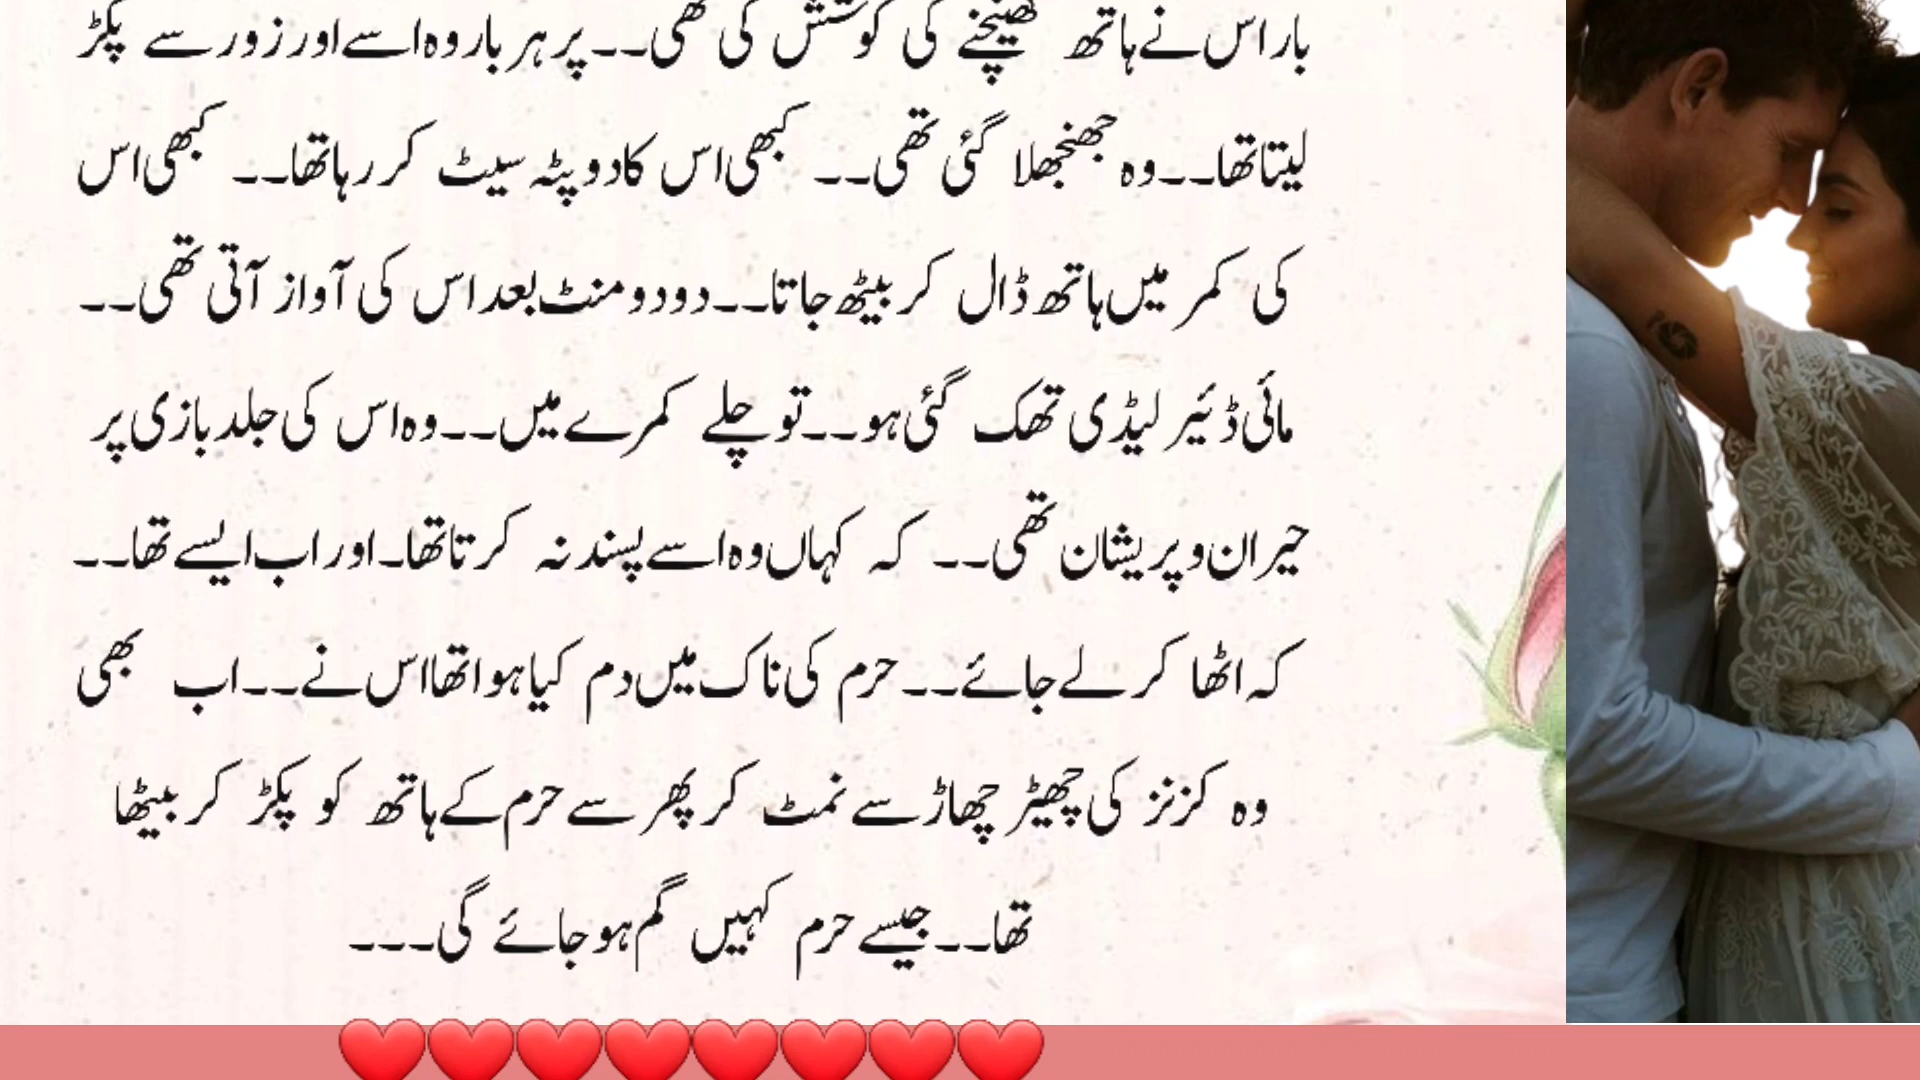 بار اس نے ہاتھ کھینچنے کی کوشش کی تھی۔۔ پر ہر بار وہ اسے اور زور سے پکڑ
لیتا تھا۔۔ وہ جھنجھلا گئی تھی۔۔ کبھی اس کا دوپٹہ سیٹ کر رہا تھا۔۔ کبھی اس
کی کمر میں ہاتھ ڈال کر بیٹھ جاتا۔۔ دو دو منٹ بعد اس کی آواز آتی تھی۔۔
مائی ڈئیر لیڈی تھک گئی ہو۔۔ تو چلے کمرے میں۔۔ وہ اس کی جلد بازی پر
حیران و پریشان تھی۔۔ کہ کہاں وہ اسے پسند نہ کرتا تھا۔ اور اب ایسے تھا۔۔
کہ اٹھا کر لے جائے۔۔ حرم کی ناک میں دم کیا ہوا تھا اس نے۔۔ اب بھی
وہ کزنز کی چھیڑ چھاڑ سے نمٹ کر پھر سے حرم کے ہاتھ کو پکڑ کر بیٹھا
تھا۔۔ جیسے حرم کہیں گم ہو جائے گی۔۔۔